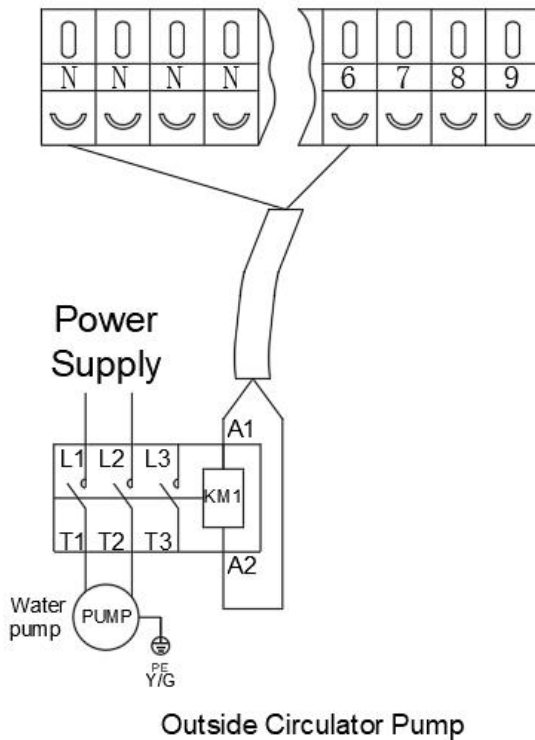 N N N N 6 7 8 9
Power
Supply
A1
L1 L2 L3
KM1
T1 T2 T3
A2
Water
pump
PUMP
PE
Y/G
Outside Circulator Pump